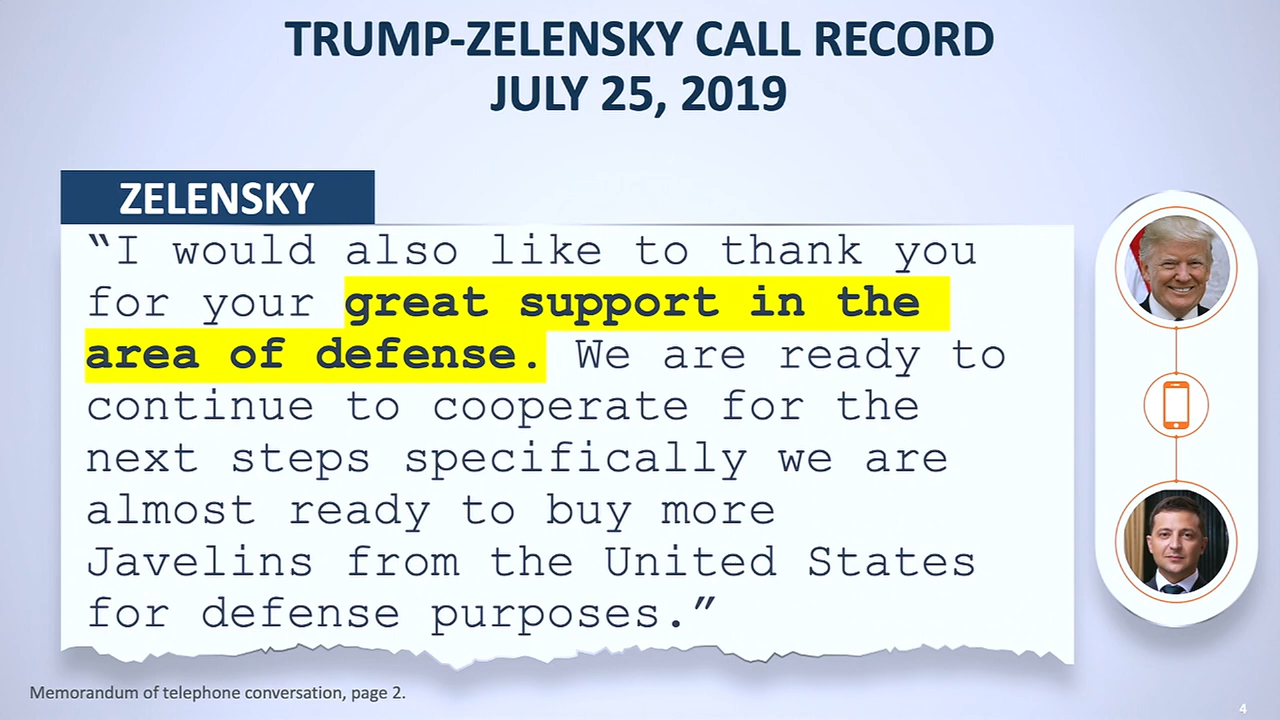 TRUMP-ZELENSKY CALL RECORD
JULY 25, 2019
ZELENSKY
“I would also like to thank you
for your great support in the
area of defense. We are ready to
continue to cooperate for the
next steps specifically we are
almost ready to buy more
Javelins from the United States
for defense purposes.”
Memorandum of telephone conversation, page 2.
4